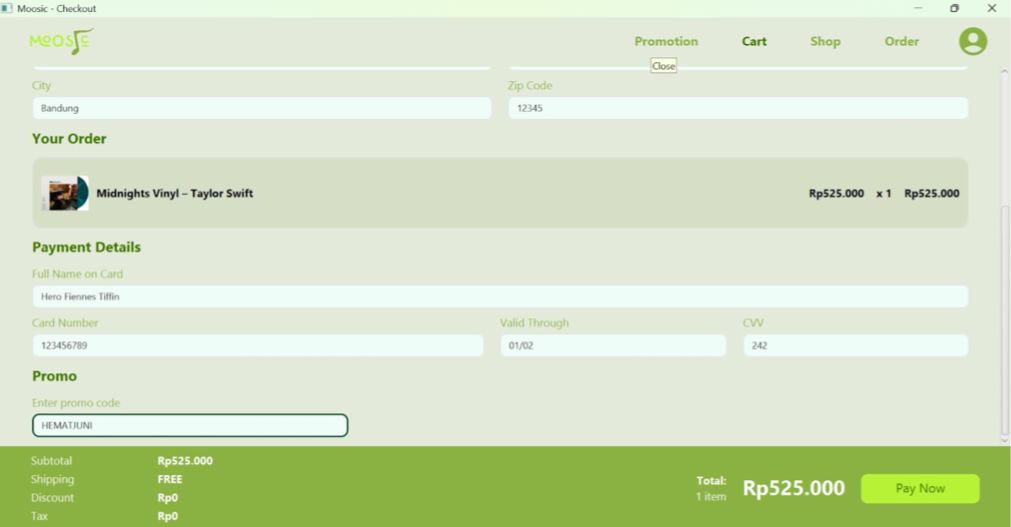 Moosic - Checkout
MOOSIC
Promotion Cart Shop Order
Close
City Zip Code
Bandung 12345
Your Order
Midnights Vinyl – Taylor Swift Rp525.000 x 1 Rp525.000
Payment Details
Full Name on Card
Hero Fiennes Tiffin
Card Number Valid Through CVV
123456789 01/02 242
Promo
Enter promo code
HEMATJUNI
Subtotal Rp525.000
Shipping FREE
Discount Rp0
Tax Rp0
Total: Rp525.000 Pay Now
1 item